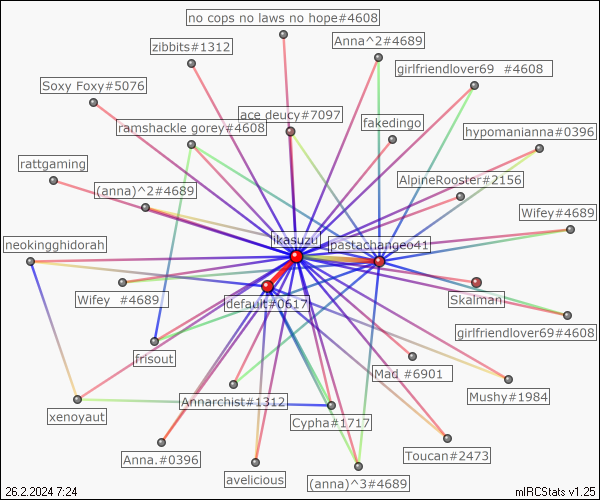 no cops no laws no hope#4608
zibbits#1312
Anna^2#4689
girlfriendlover69 #4608
Soxy Foxy#5076
ace deucy#7097
ramshackle gorey#4608
fakedingo
hypomanianna#0396
rattgaming
(anna)^2#4689
AlpineRooster#2156
Wifey#4689
neokingghidorah
ikasuzu
pastachangeo41
Wifey #4689
default#0617
Skalman
girlfriendlover69#4608
frisout
Mad #6901
Annarchist#1312
Mushy#1984
xenoyaut
Cypha#1717
Anna.#0396
Toucan#2473
avelicious
(anna)^3#4689
26.2.2024 7:24
mIRCStats v1.25